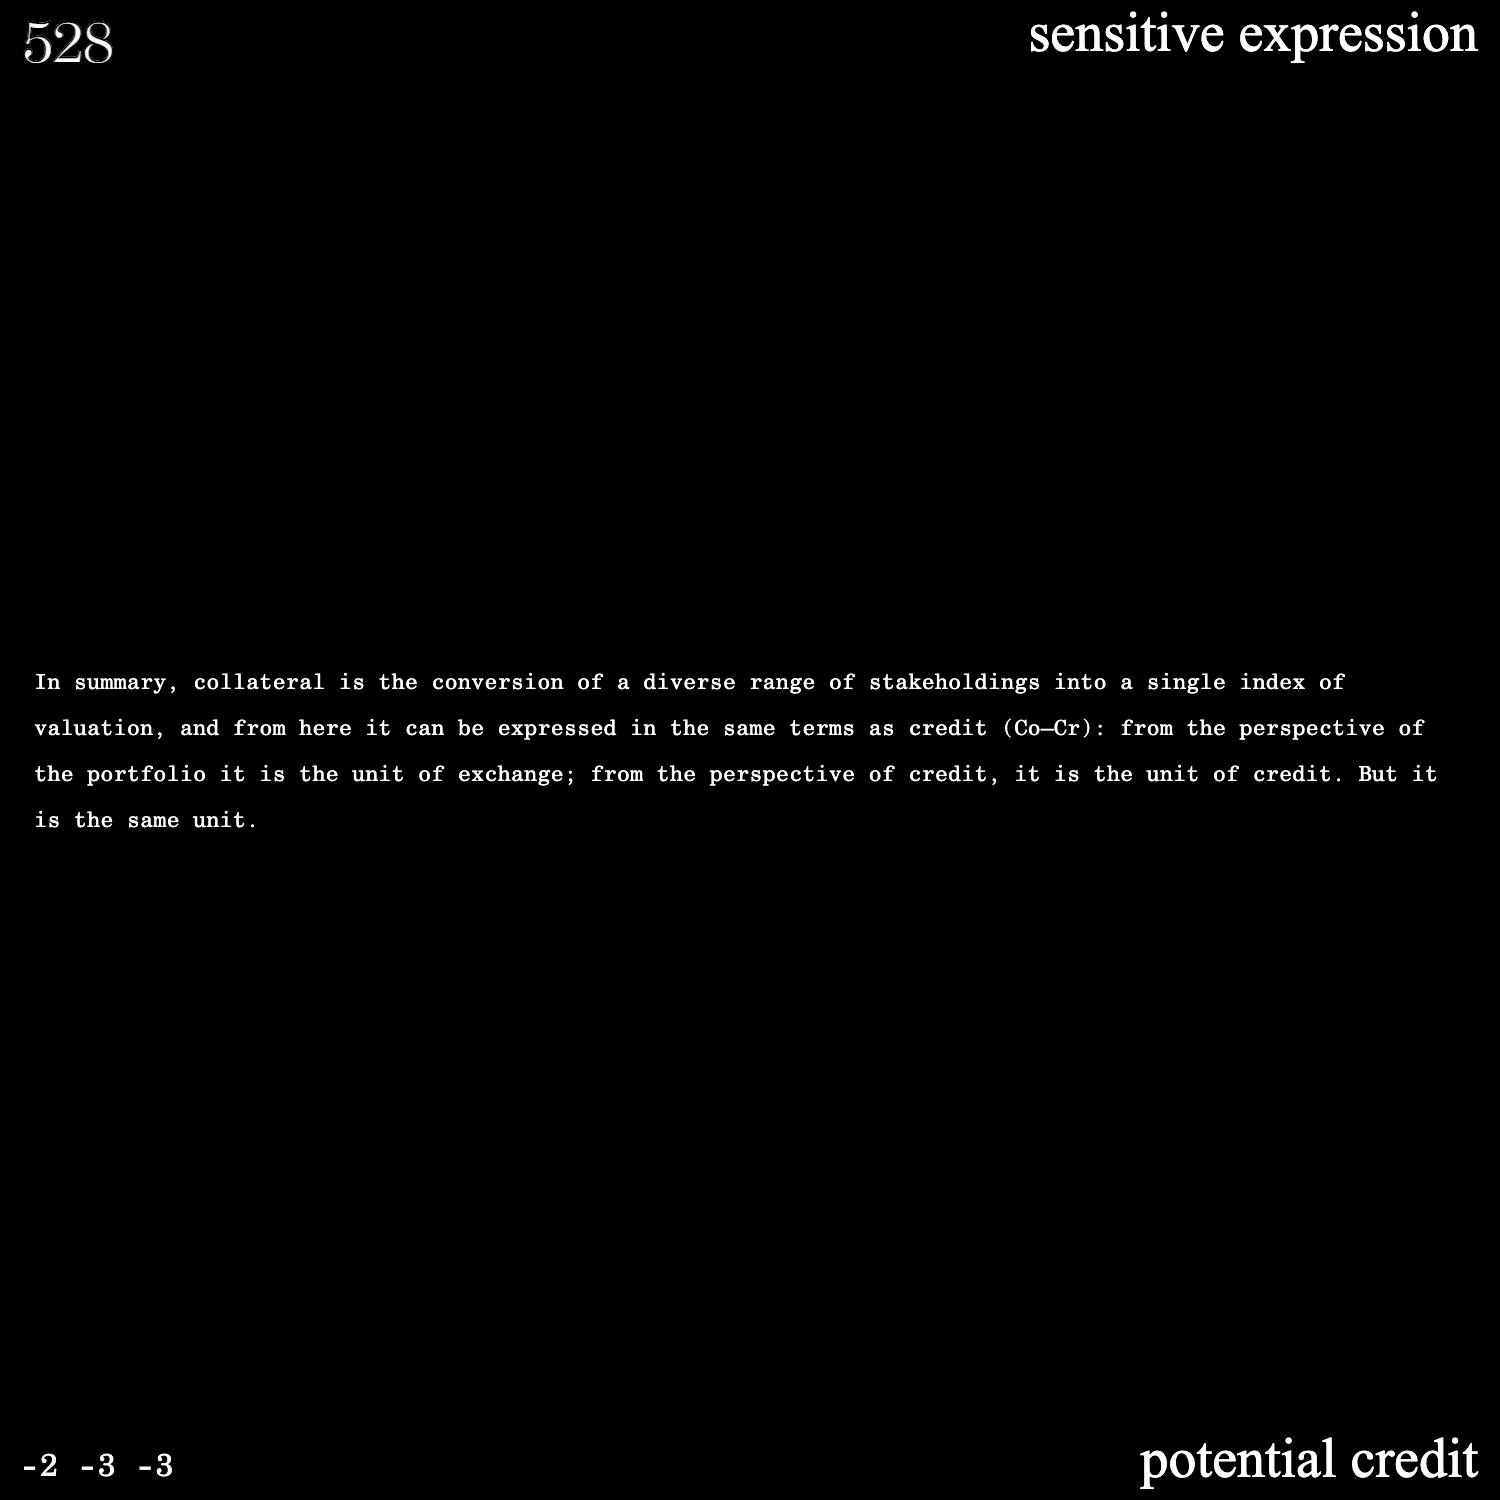 528
sensitive expression
In summary, collateral is the conversion of a diverse range of stakeholdings into a single index of
valuation, and from here it can be expressed in the same terms as credit (Co—Cr): from the perspective of
the portfolio it is the unit of exchange; from the perspective of credit, it is the unit of credit. But it
is the same unit.
-2 -3 -3
potential credit